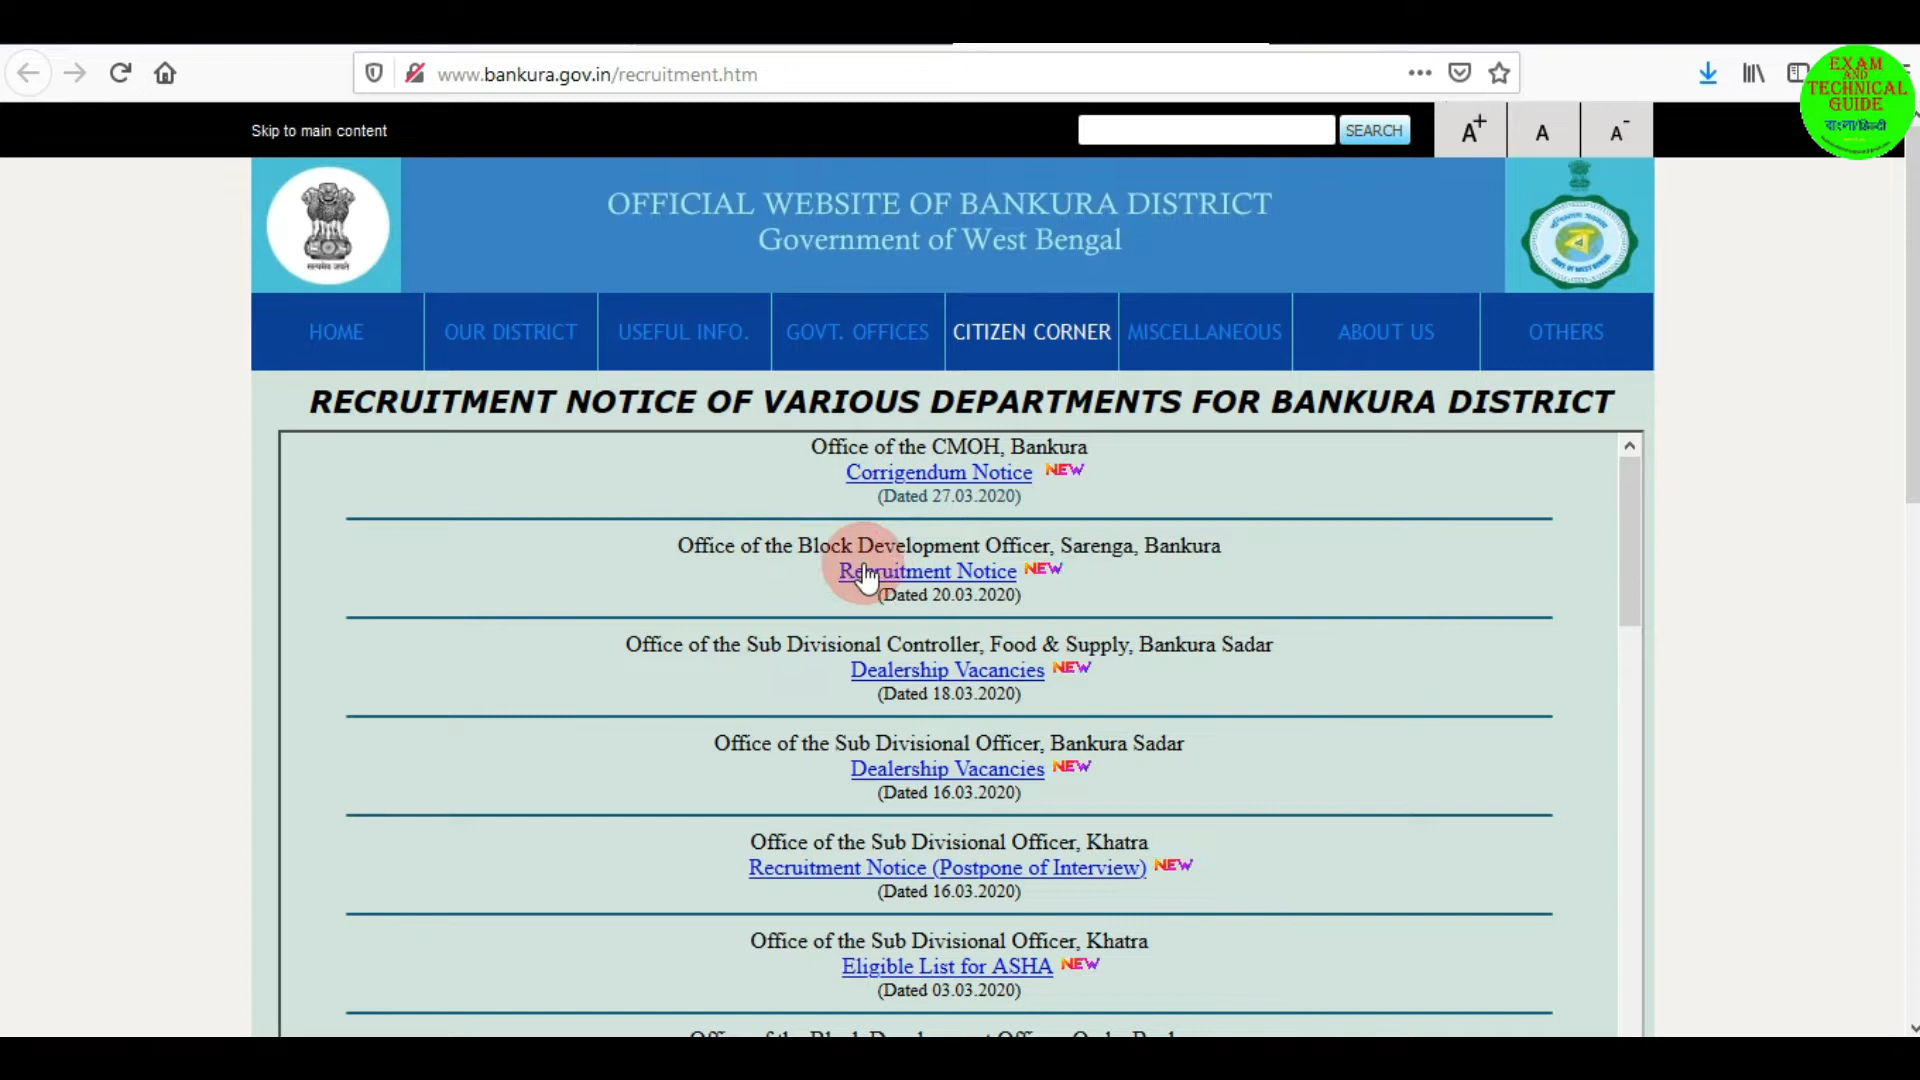 www.bankura.gov.in/recruitment.htm
EXAM
AND
TECHNICAL
GUIDE
বাংলা/हिन्दी
Skip to main content
SEARCH
A+
A
A-
सत्यमेव जयते
OFFICIAL WEBSITE OF BANKURA DISTRICT
Government of West Bengal
HOME
OUR DISTRICT
USEFUL INFO.
GOVT. OFFICES
CITIZEN CORNER
MISCELLANEOUS
ABOUT US
OTHERS
RECRUITMENT NOTICE OF VARIOUS DEPARTMENTS FOR BANKURA DISTRICT
Office of the CMOH, Bankura
Corrigendum Notice NEW
(Dated 27.03.2020)
Office of the Block Development Officer, Sarenga, Bankura
Recruitment Notice NEW
(Dated 20.03.2020)
Office of the Sub Divisional Controller, Food & Supply, Bankura Sadar
Dealership Vacancies NEW
(Dated 18.03.2020)
Office of the Sub Divisional Officer, Bankura Sadar
Dealership Vacancies NEW
(Dated 16.03.2020)
Office of the Sub Divisional Officer, Khatra
Recruitment Notice (Postpone of Interview) NEW
(Dated 16.03.2020)
Office of the Sub Divisional Officer, Khatra
Eligible List for ASHA NEW
(Dated 03.03.2020)